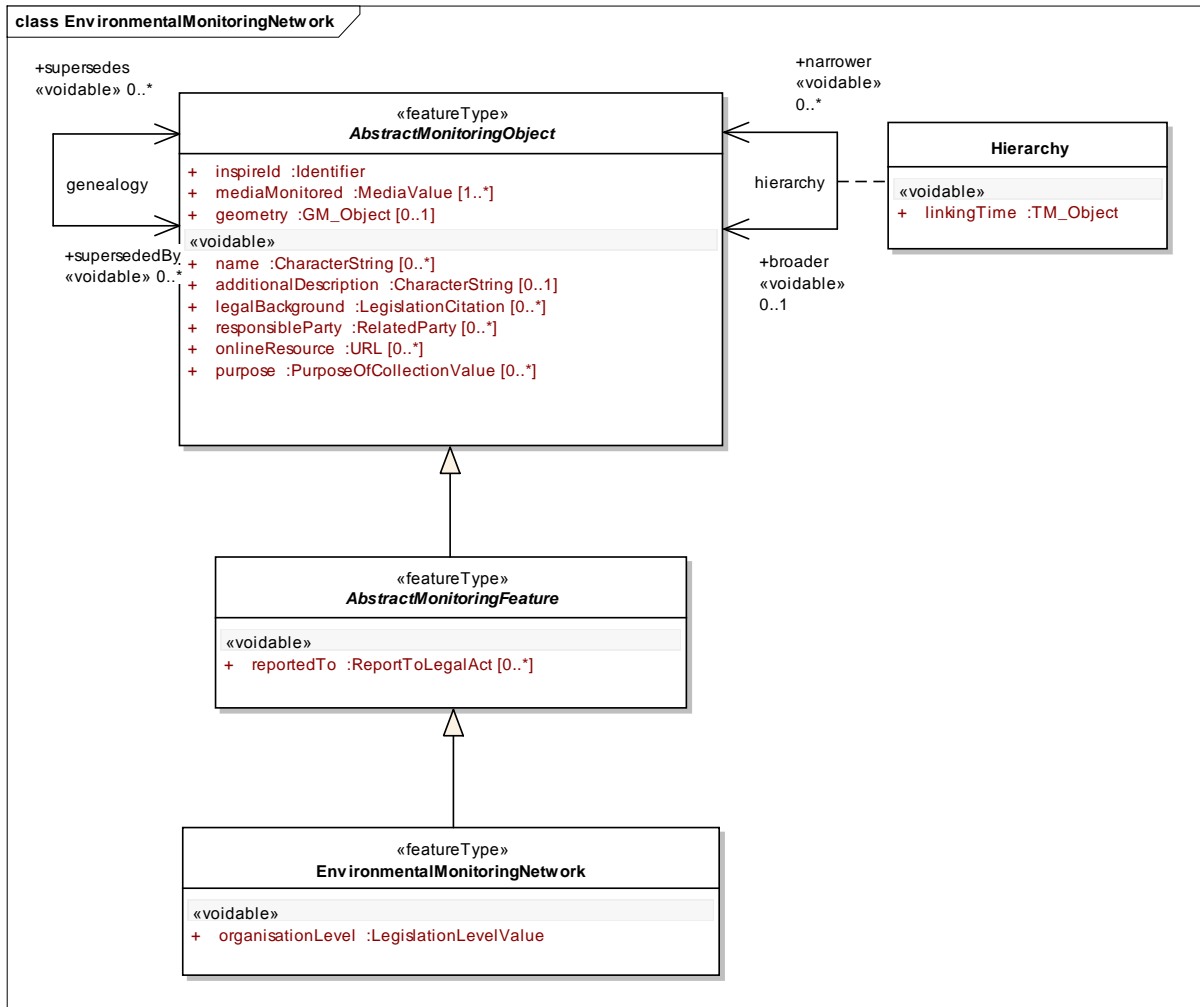 class EnvironmentalMonitoringNetwork
+supersedes
«voidable» 0..*
genealogy
+supersededBy
«voidable» 0..*
«featureType»
AbstractMonitoringObject
+ inspireId :Identifier
+ mediaMonitored :MediaValue [1..*]
+ geometry :GM_Object [0..1]
«voidable»
+ name :CharacterString [0..*]
+ additionalDescription :CharacterString [0..1]
+ legalBackground :LegislationCitation [0..*]
+ responsibleParty :RelatedParty [0..*]
+ onlineResource :URL [0..*]
+ purpose :PurposeOfCollectionValue [0..*]
+narrower
«voidable»
0..*
hierarchy
+broader
«voidable»
0..1
Hierarchy
«voidable»
+ linkingTime :TM_Object
«featureType»
AbstractMonitoringFeature
«voidable»
+ reportedTo :ReportToLegalAct [0..*]
«featureType»
EnvironmentalMonitoringNetwork
«voidable»
+ organisationLevel :LegislationLevelValue